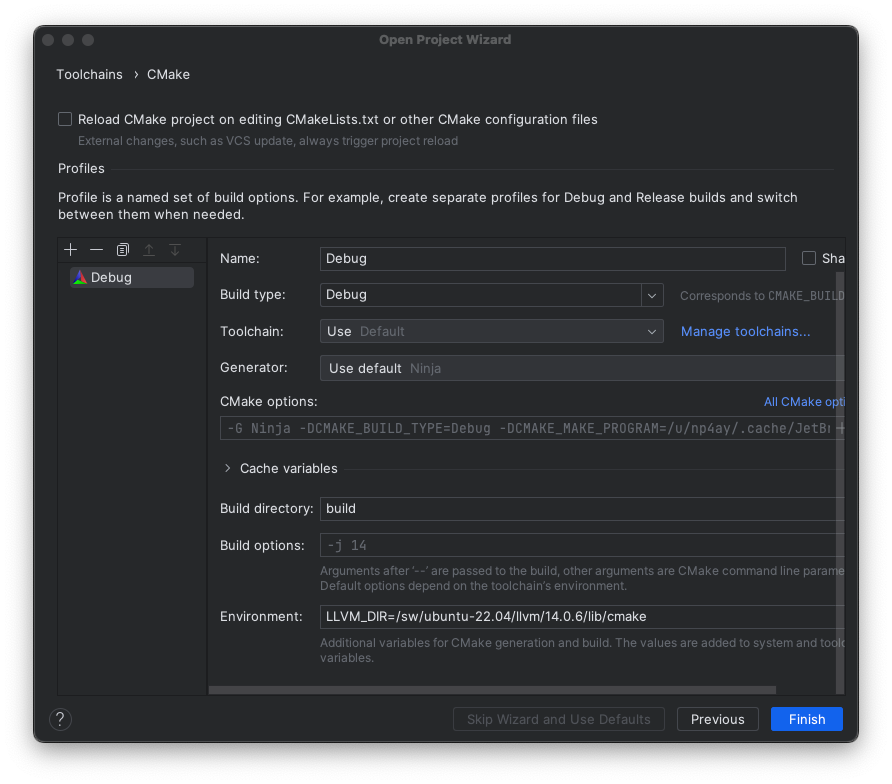 Open Project Wizard
Toolchains › CMake
Reload CMake project on editing CMakeLists.txt or other CMake configuration files
External changes, such as VCS update, always trigger project reload
Profiles
Profile is a named set of build options. For example, create separate profiles for Debug and Release builds and switch
between them when needed.
Debug
Name: Debug Sha
Build type: Debug Corresponds to CMAKE_BUILD
Toolchain: Use Default Manage toolchains...
Generator: Use default Ninja
CMake options: All CMake opti
-G Ninja -DCMAKE_BUILD_TYPE=Debug -DCMAKE_MAKE_PROGRAM=/u/np4ay/.cache/JetBr
Cache variables
Build directory: build
Build options: -j 14
Arguments after ‘--’ are passed to the build, other arguments are CMake command line parame
Default options depend on the toolchain’s environment.
Environment: LLVM_DIR=/sw/ubuntu-22.04/llvm/14.0.6/lib/cmake
Additional variables for CMake generation and build. The values are added to system and toolc
variables.
? Skip Wizard and Use Defaults Previous Finish